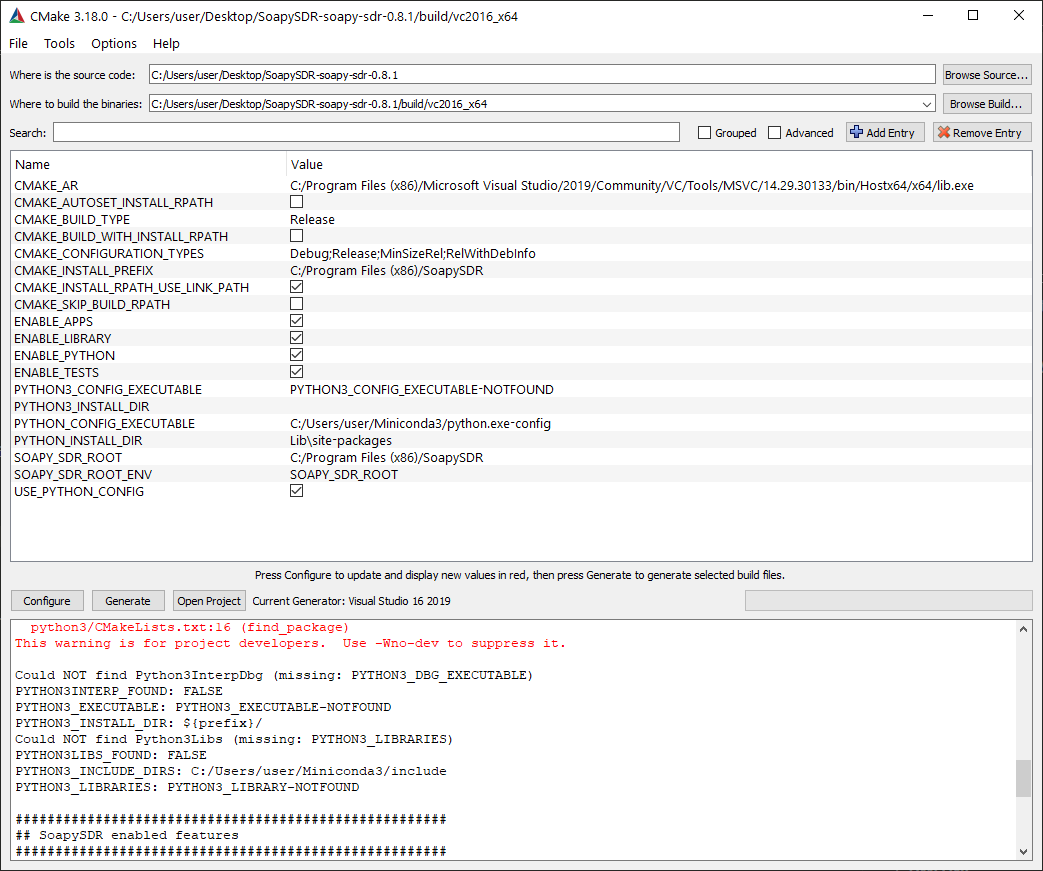 CMake 3.18.0 - C:/Users/user/Desktop/SoapySDR-soapy-sdr-0.8.1/build/vc2016_x64
File Tools Options Help
Where is the source code: C:/Users/user/Desktop/SoapySDR-soapy-sdr-0.8.1 Browse Source...
Where to build the binaries: C:/Users/user/Desktop/SoapySDR-soapy-sdr-0.8.1/build/vc2016_x64 Browse Build...
Search: Grouped Advanced Add Entry Remove Entry
Name Value
CMAKE_AR C:/Program Files (x86)/Microsoft Visual Studio/2019/Community/VC/Tools/MSVC/14.29.30133/bin/Hostx64/x64/lib.exe
CMAKE_AUTOSET_INSTALL_RPATH
CMAKE_BUILD_TYPE Release
CMAKE_BUILD_WITH_INSTALL_RPATH
CMAKE_CONFIGURATION_TYPES Debug;Release;MinSizeRel;RelWithDebInfo
CMAKE_INSTALL_PREFIX C:/Program Files (x86)/SoapySDR
CMAKE_INSTALL_RPATH_USE_LINK_PATH
CMAKE_SKIP_BUILD_RPATH
ENABLE_APPS
ENABLE_LIBRARY
ENABLE_PYTHON
ENABLE_TESTS
PYTHON3_CONFIG_EXECUTABLE PYTHON3_CONFIG_EXECUTABLE-NOTFOUND
PYTHON3_INSTALL_DIR
PYTHON_CONFIG_EXECUTABLE C:/Users/user/Miniconda3/python.exe-config
PYTHON_INSTALL_DIR Lib\site-packages
SOAPY_SDR_ROOT C:/Program Files (x86)/SoapySDR
SOAPY_SDR_ROOT_ENV SOAPY_SDR_ROOT
USE_PYTHON_CONFIG
Press Configure to update and display new values in red, then press Generate to generate selected build files.
Configure Generate Open Project Current Generator: Visual Studio 16 2019
python3/CMakeLists.txt:16 (find_package)
This warning is for project developers.  Use -Wno-dev to suppress it.
Could NOT find Python3InterpDbg (missing: PYTHON3_DBG_EXECUTABLE)
PYTHON3INTERP_FOUND: FALSE
PYTHON3_EXECUTABLE: PYTHON3_EXECUTABLE-NOTFOUND
PYTHON3_INSTALL_DIR: ${prefix}/
Could NOT find Python3Libs (missing: PYTHON3_LIBRARIES)
PYTHON3LIBS_FOUND: FALSE
PYTHON3_INCLUDE_DIRS: C:/Users/user/Miniconda3/include
PYTHON3_LIBRARIES: PYTHON3_LIBRARY-NOTFOUND
######################################################
## SoapySDR enabled features
######################################################